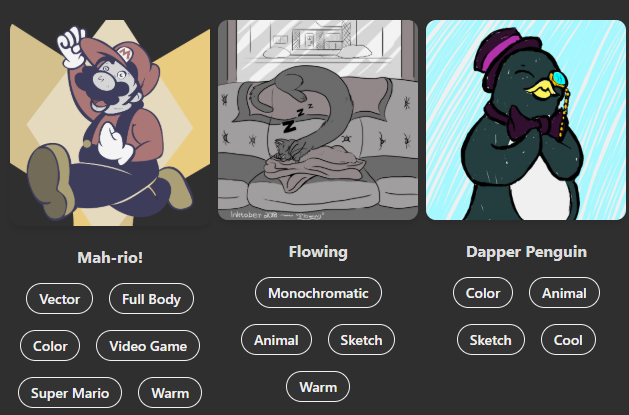 M
z
z
z
Inktober 2018
Mah-rio!
Vector
Full Body
Color
Video Game
Super Mario
Warm
Flowing
Monochromatic
Animal
Sketch
Warm
Dapper Penguin
Color
Animal
Sketch
Cool